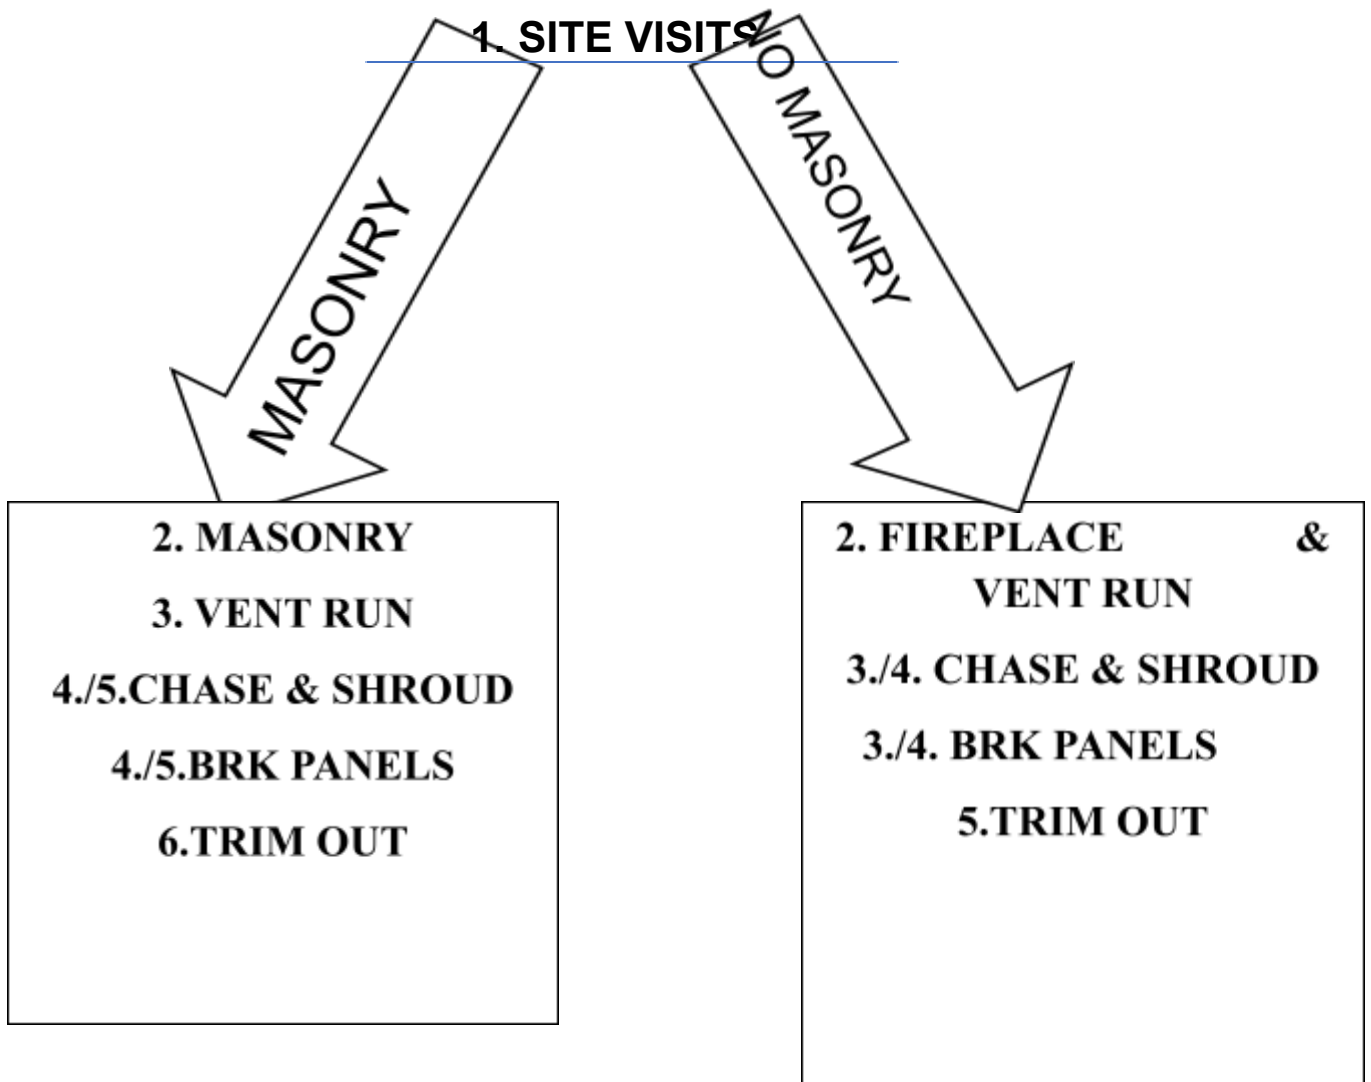 1. SITE VISITS
MASONRY
NO MASONRY
2. MASONRY
3. VENT RUN
4./5.CHASE & SHROUD
4./5.BRK PANELS
6.TRIM OUT
2. FIREPLACE &
VENT RUN
3./4. CHASE & SHROUD
3./4. BRK PANELS
5.TRIM OUT